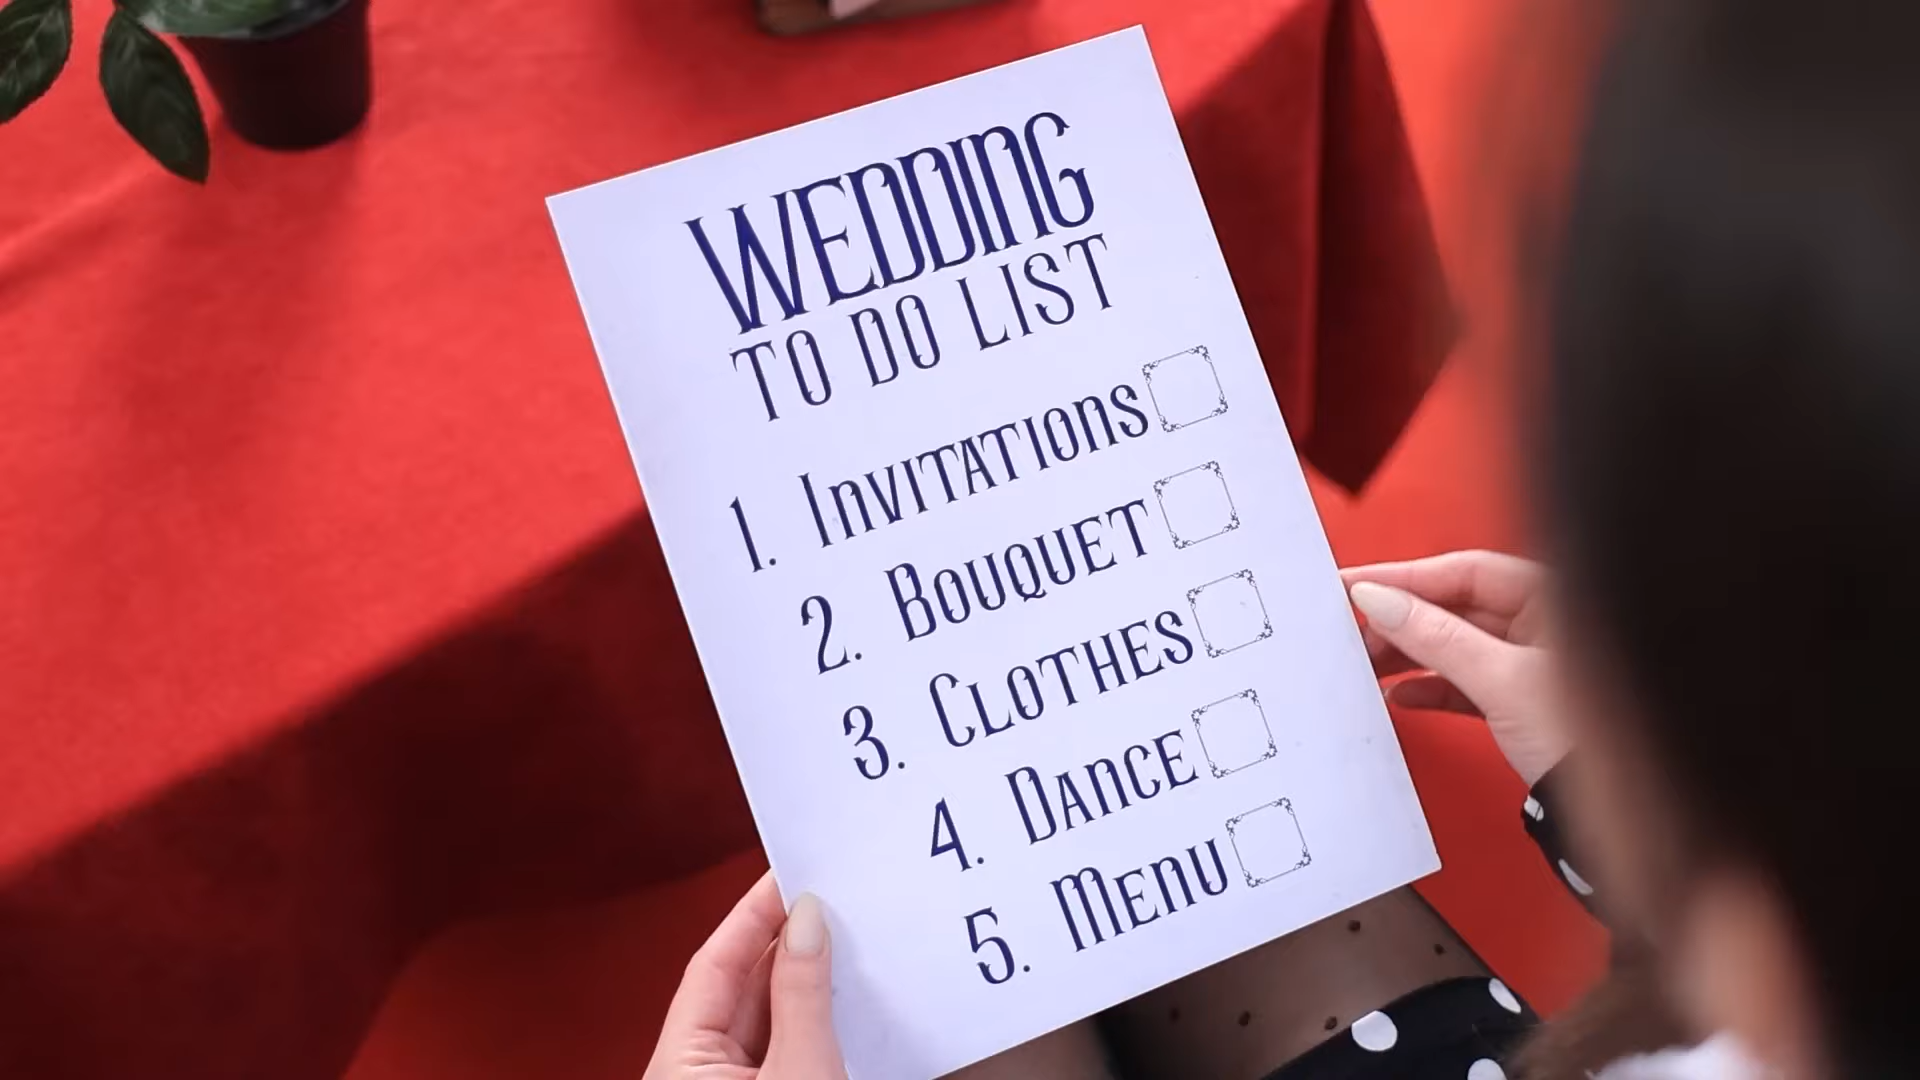 WEDDING
TO DO LIST
1. INVITATIONS
2. BOUQUET
3. CLOTHES
4. DANCE
5. MENU